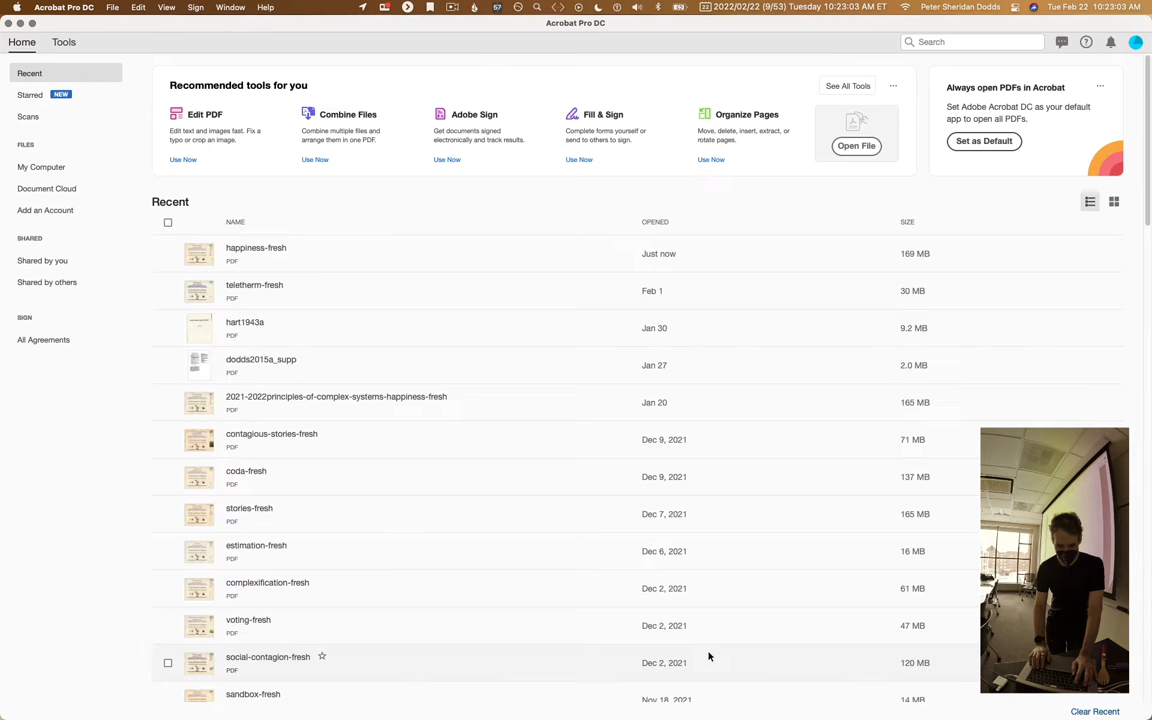 Acrobat Pro DC File Edit View Sign Window Help 67 2022/02/22 (9/53) Tuesday 10:23:03 AM ET Peter Sheridan Dodds Tue Feb 22 10:23:03 AM
Acrobat Pro DC
Home Tools Search
Recent
Starred NEW
Scans
FILES
My Computer
Document Cloud
Add an Account
SHARED
Shared by you
Shared by others
SIGN
All Agreements
Recommended tools for you See All Tools ...
Edit PDF
Edit text and images fast. Fix a
typo or crop an image.
Use Now
Combine Files
Combine multiple files and
arrange them in one PDF.
Use Now
Adobe Sign
Get documents signed
electronically and track results.
Use Now
Fill & Sign
Complete forms yourself or
send to others to sign.
Use Now
Organize Pages
Move, delete, insert, extract, or
rotate pages.
Use Now
Open File
Always open PDFs in Acrobat ...
Set Adobe Acrobat DC as your default
app to open all PDFs.
Set as Default
Recent
NAME OPENED SIZE
happiness-fresh Just now 169 MB
PDF
teletherm-fresh Feb 1 30 MB
PDF
hart1943a Jan 30 9.2 MB
PDF
dodds2015a_supp Jan 27 2.0 MB
PDF
2021-2022principles-of-complex-systems-happiness-fresh Jan 20 165 MB
PDF
contagious-stories-fresh Dec 9, 2021 71 MB
PDF
coda-fresh Dec 9, 2021 137 MB
PDF
stories-fresh Dec 7, 2021 165 MB
PDF
estimation-fresh Dec 6, 2021 16 MB
PDF
complexification-fresh Dec 2, 2021 61 MB
PDF
voting-fresh Dec 2, 2021 47 MB
PDF
social-contagion-fresh Dec 2, 2021 120 MB
PDF
sandbox-fresh Nov 18, 2021 14 MB
Clear Recent